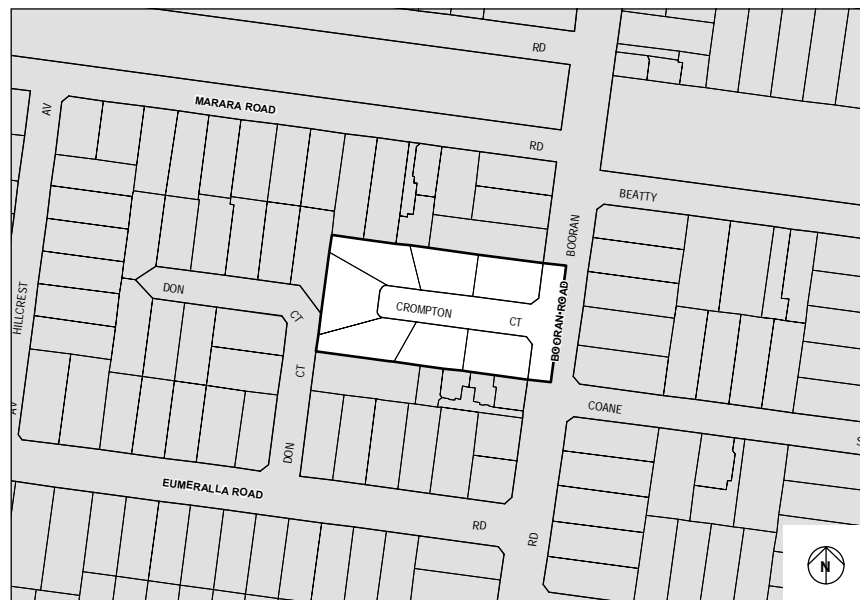 RD
AV
MARARA ROAD
RD
BEATTY
BOORAN
DON
HILLCREST
CT
CROMPTON
CT
BOORAN ROAD
CT
AV
COANE
S
DON
EUMERALLA ROAD
RD
RD
N